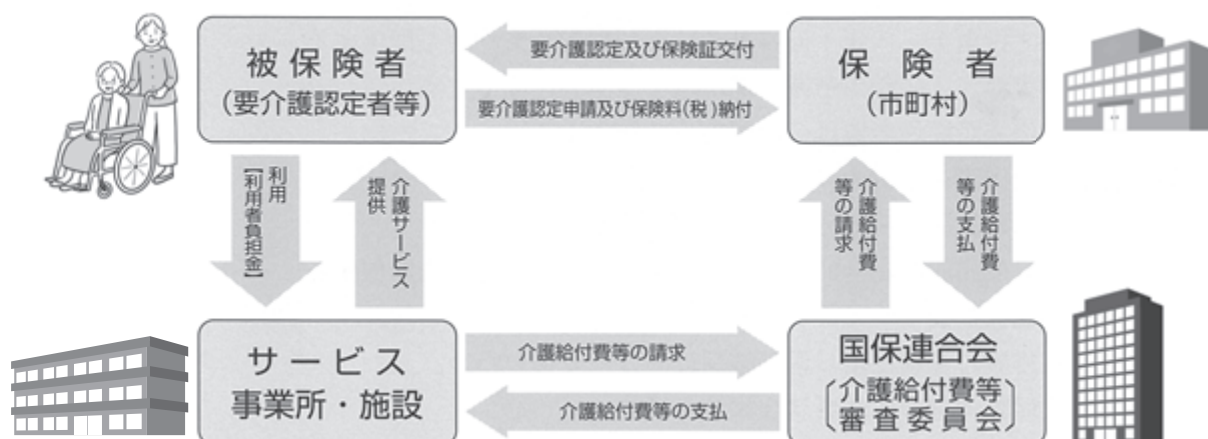 被保険者
(要介護認定者等)
要介護認定及び保険証交付
要介護認定申請及び保険料(税)納付
保険者
(市町村)
利用
【利用者負担金】
介護サービス
提供
介護給付費
等の請求
介護給付費
等の支払
サービス
事業所・施設
介護給付費等の請求
介護給付費等の支払
国保連合会
〔介護給付費等
審査委員会〕